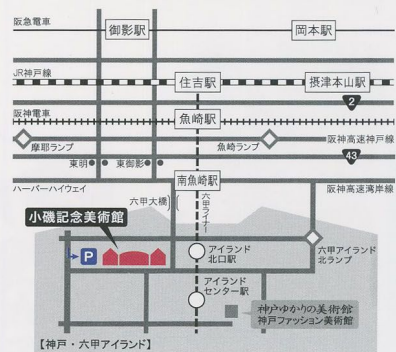 阪急電車
御影駅
岡本駅
JR神戸線
住吉駅
摂津本山駅
2
阪神電車
魚崎駅
阪神高速神戸線
摩耶ランプ
魚崎ランプ
43
東明
東御影
南魚崎駅
ハーバーハイウェイ
阪神高速湾岸線
六甲大橋
六甲ライナー
小磯記念美術館
P
アイランド
北口駅
六甲アイランド
北ランプ
アイランド
センター駅
神戸ゆかりの美術館
神戸ファッション美術館
【神戸・六甲アイランド】